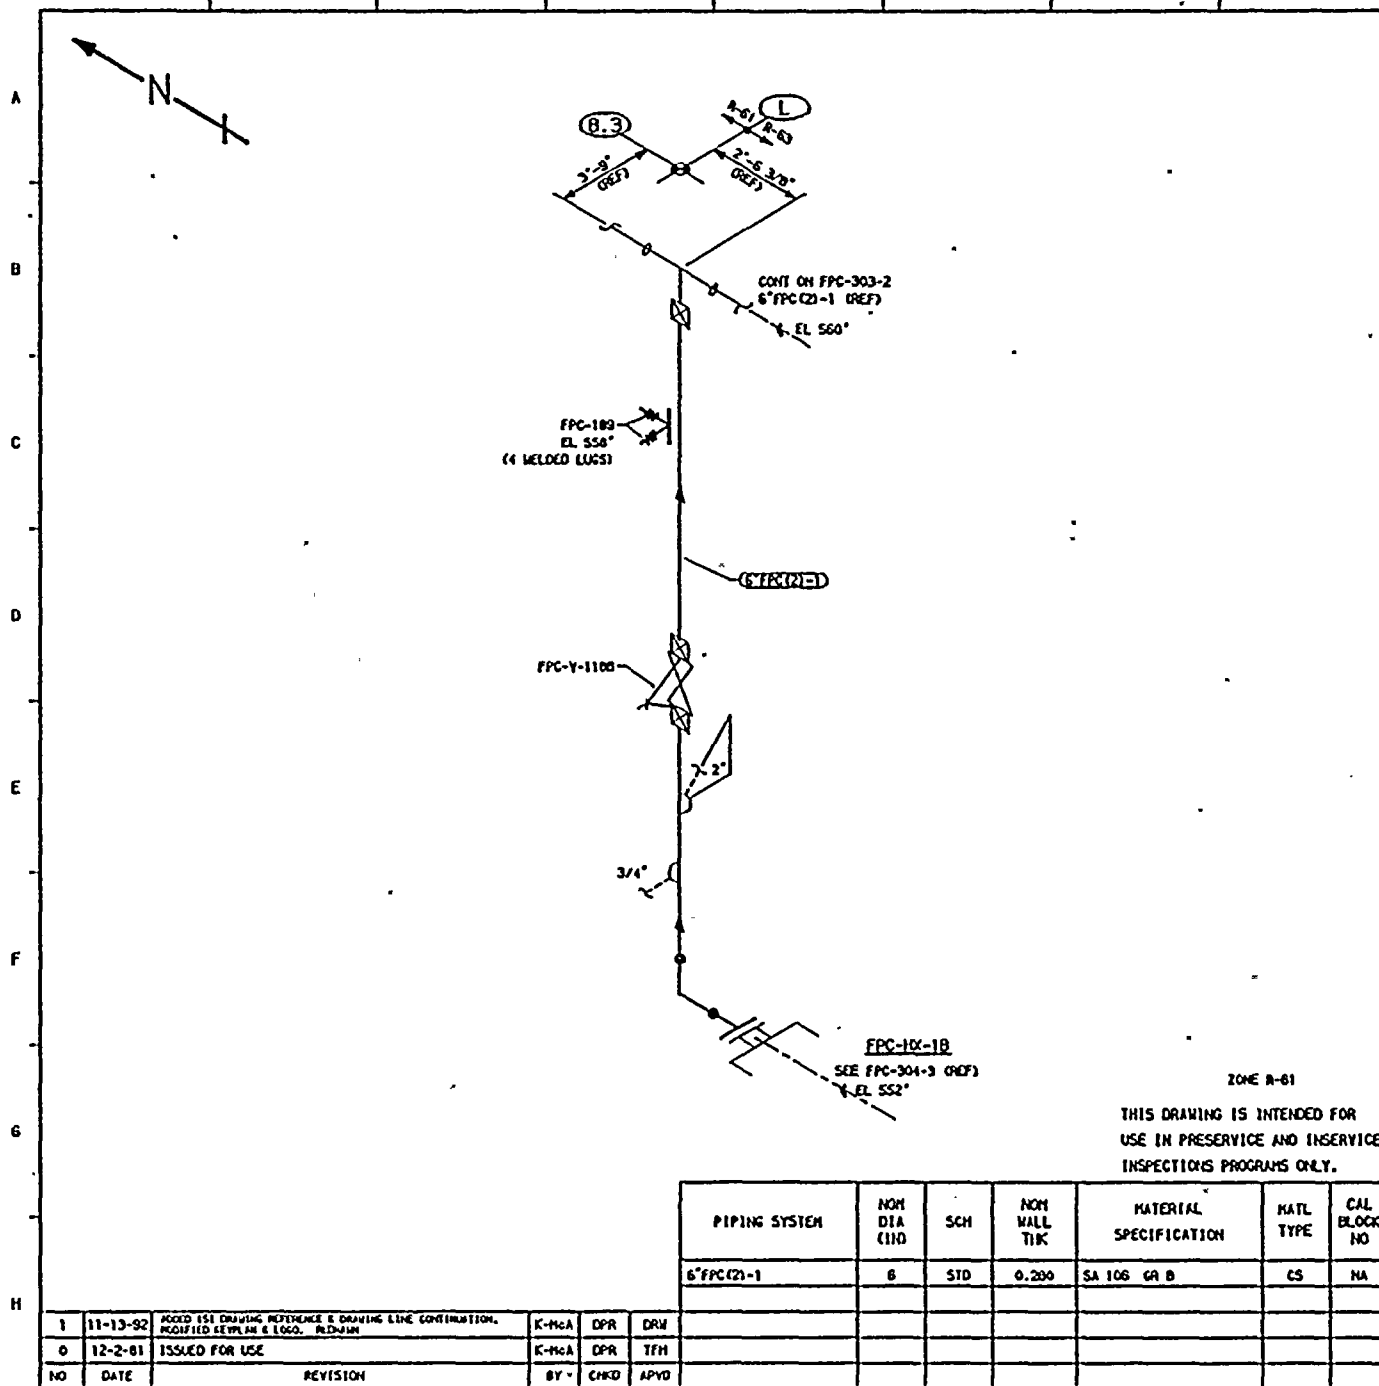 A
B
C
D
E
F
G
H
N
8.3
L
R-61
R-63
3'-9"
(REF)
2'-6 3/8"
(REF)
CONT ON FPC-303-2
6"FPC(2)-1 (REF)
EL 560'
FPC-189
EL 558'
(4 WELDED LUGS)
6"FPC(2)-1
FPC-V-110B
2"
3/4"
FPC-HX-1B
SEE FPC-304-3 (REF)
EL 552'
ZONE R-61
THIS DRAWING IS INTENDED FOR
USE IN PRESERVICE AND INSERVICE
INSPECTIONS PROGRAMS ONLY.
PIPING SYSTEM
NOM
DIA
(IN)
SCH
NOM
WALL
THK
MATERIAL
SPECIFICATION
MATL
TYPE
CAL
BLOCK
NO
6"FPC(2)-1 6 STD 0.280 SA 106 GR B CS NA
1 11-13-92 ADDED ISI DRAWING REFERENCE & DRAWING LINE CONTINUATION.
MODIFIED KEYPLAN & LOGO. REDRAWN K-McA DPR DRW
0 12-2-81 ISSUED FOR USE K-McA DPR TFH
NO DATE REVISION BY CHKD APVD